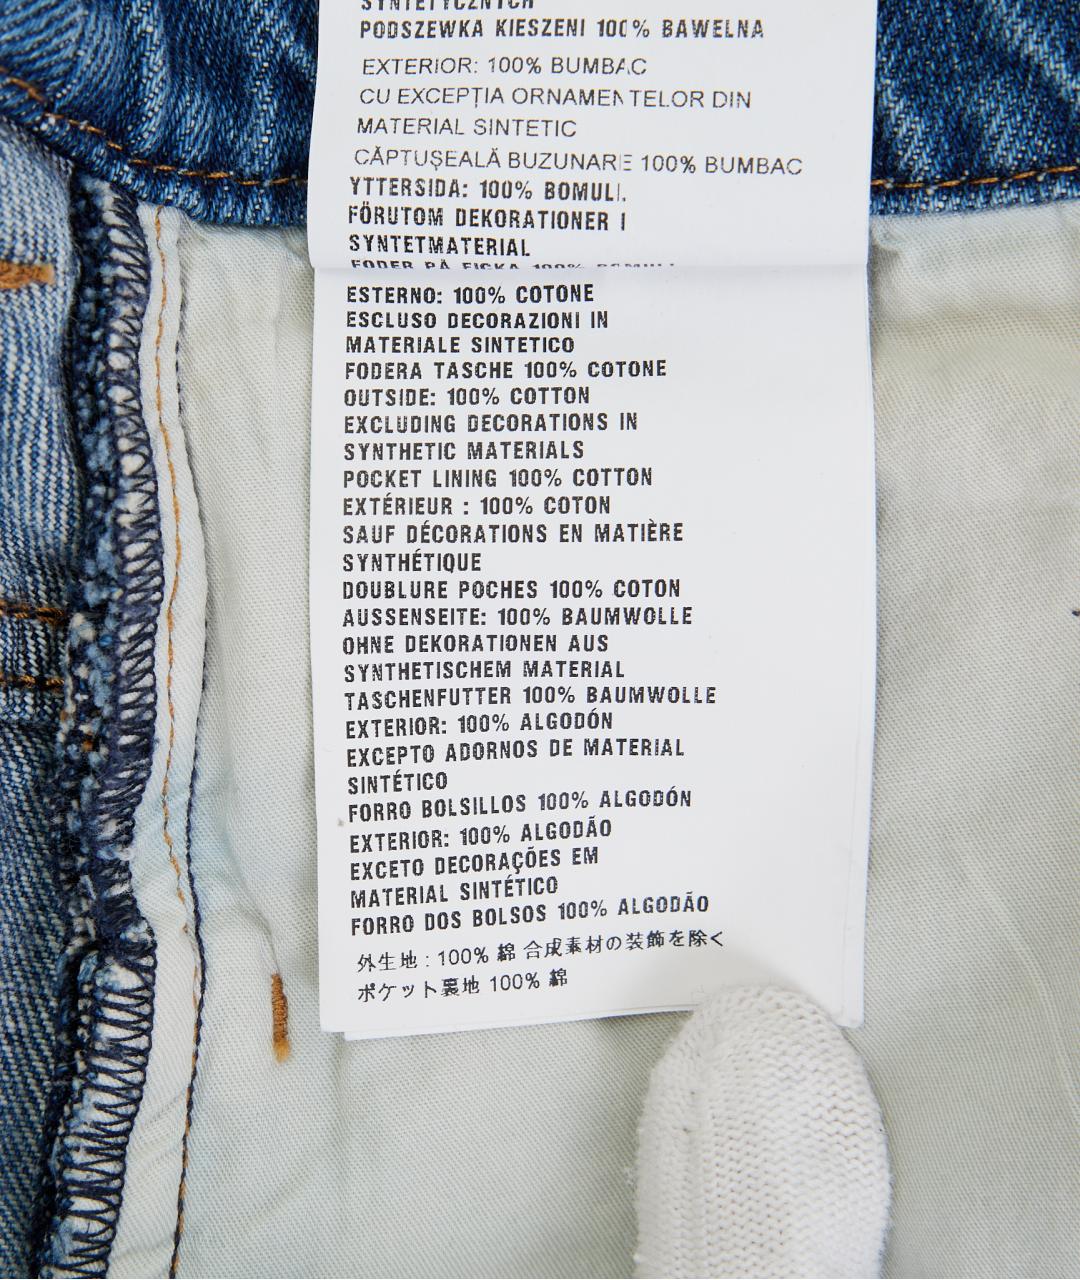 SYNTETYCZNYCH
PODSZEWKA KIESZENI 100% BAWELNA
EXTERIOR: 100% BUMBAC
CU EXCEPȚIA ORNAMENTELOR DIN
MATERIAL SINTETIC
CĂPTUȘEALĂ BUZUNARE 100% BUMBAC
YTTERSIDA: 100% BOMULL
FÖRUTOM DEKORATIONER I
SYNTETMATERIAL
FODER PÅ FICKA 100% BOMULL
ESTERNO: 100% COTONE
ESCLUSO DECORAZIONI IN
MATERIALE SINTETICO
FODERA TASCHE 100% COTONE
OUTSIDE: 100% COTTON
EXCLUDING DECORATIONS IN
SYNTHETIC MATERIALS
POCKET LINING 100% COTTON
EXTÉRIEUR : 100% COTON
SAUF DÉCORATIONS EN MATIÈRE
SYNTHÉTIQUE
DOUBLURE POCHES 100% COTON
AUSSENSEITE: 100% BAUMWOLLE
OHNE DEKORATIONEN AUS
SYNTHETISCHEM MATERIAL
TASCHENFUTTER 100% BAUMWOLLE
EXTERIOR: 100% ALGODÓN
EXCEPTO ADORNOS DE MATERIAL
SINTÉTICO
FORRO BOLSILLOS 100% ALGODÓN
EXTERIOR: 100% ALGODÃO
EXCETO DECORAÇÕES EM
MATERIAL SINTÉTICO
FORRO DOS BOLSOS 100% ALGODÃO
外生地 : 100% 綿 合成素材の装飾を除く
ポケット裏地 100% 綿